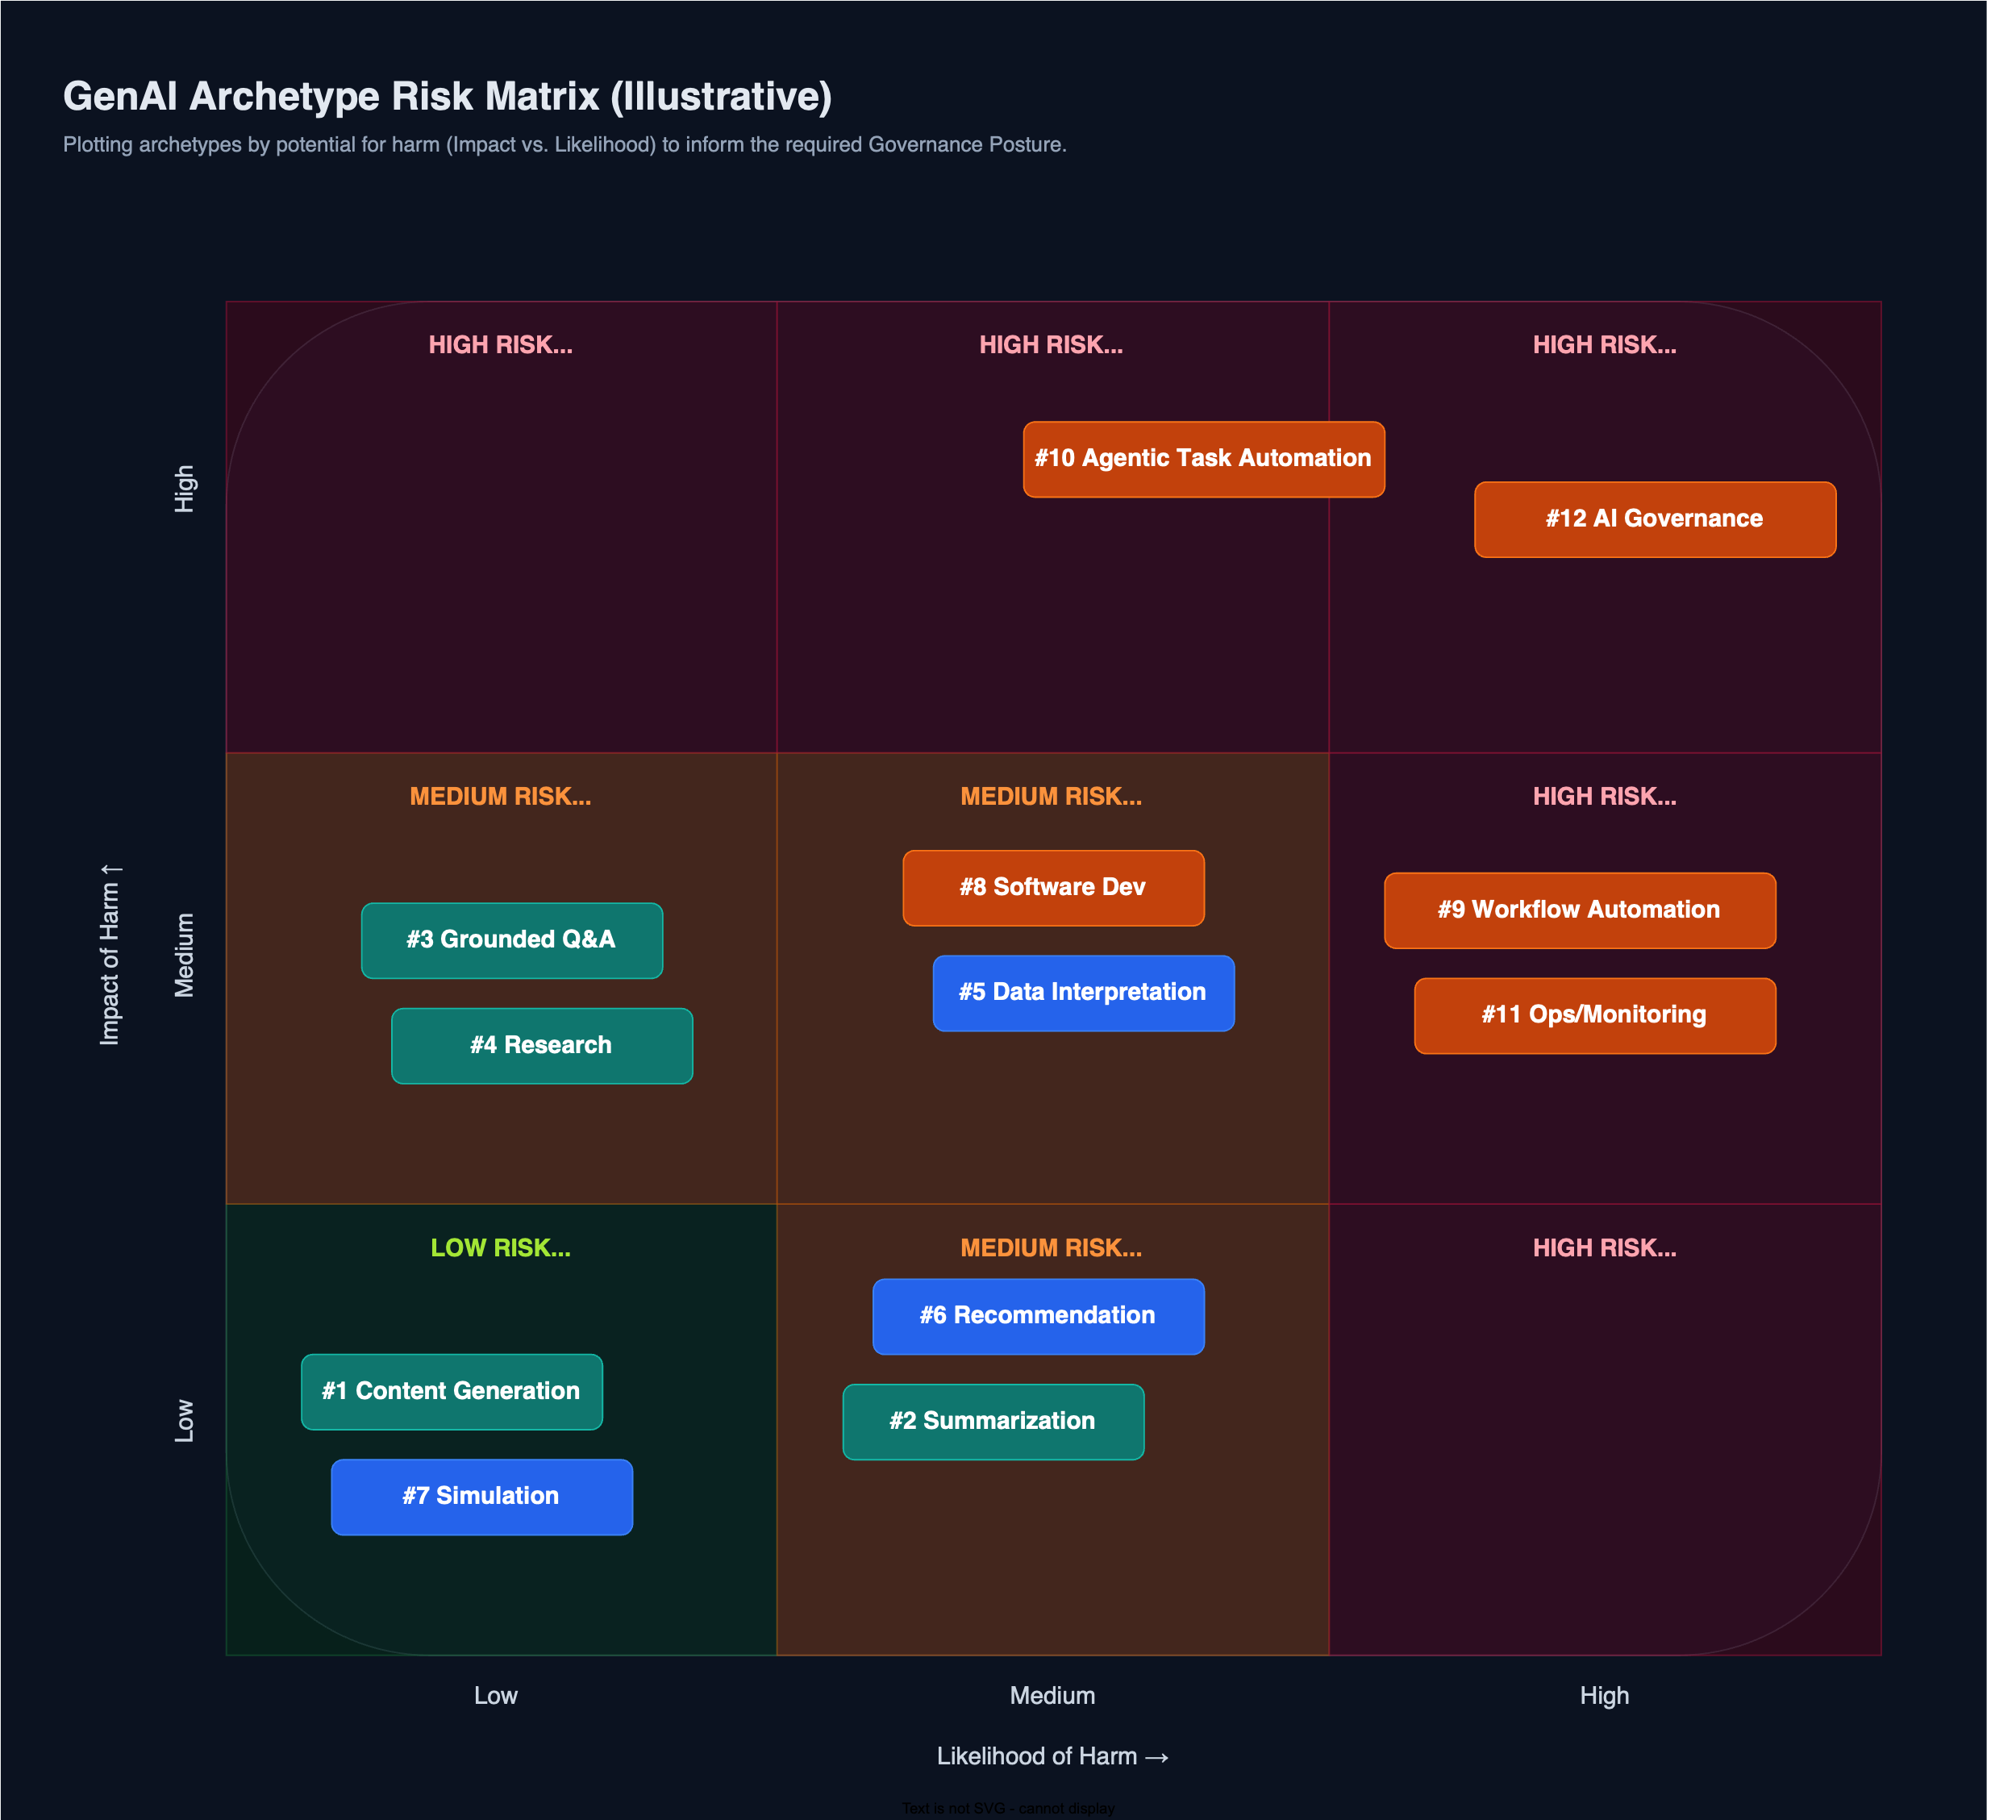 GenAI Archetype Risk Matrix (Illustrative)
Plotting archetypes by potential for harm (Impact vs. Likelihood) to inform the required Governance Posture.
HIGH RISK...
HIGH RISK...
HIGH RISK...
High
#10 Agentic Task Automation
#12 AI Governance
MEDIUM RISK...
MEDIUM RISK...
HIGH RISK...
Impact of Harm ↑
Medium
#8 Software Dev
#9 Workflow Automation
#3 Grounded Q&A
#5 Data Interpretation
#11 Ops/Monitoring
#4 Research
LOW RISK...
MEDIUM RISK...
HIGH RISK...
Low
#6 Recommendation
#1 Content Generation
#2 Summarization
#7 Simulation
Low
Medium
High
Likelihood of Harm →
Text is not SVG - cannot display